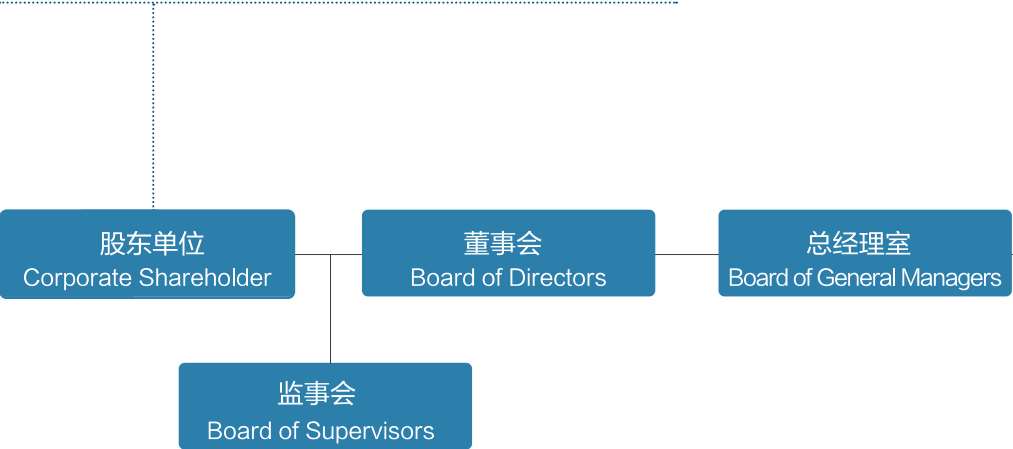 股东单位
Corporate Shareholder
董事会
Board of Directors
总经理室
Board of General Managers
监事会
Board of Supervisors